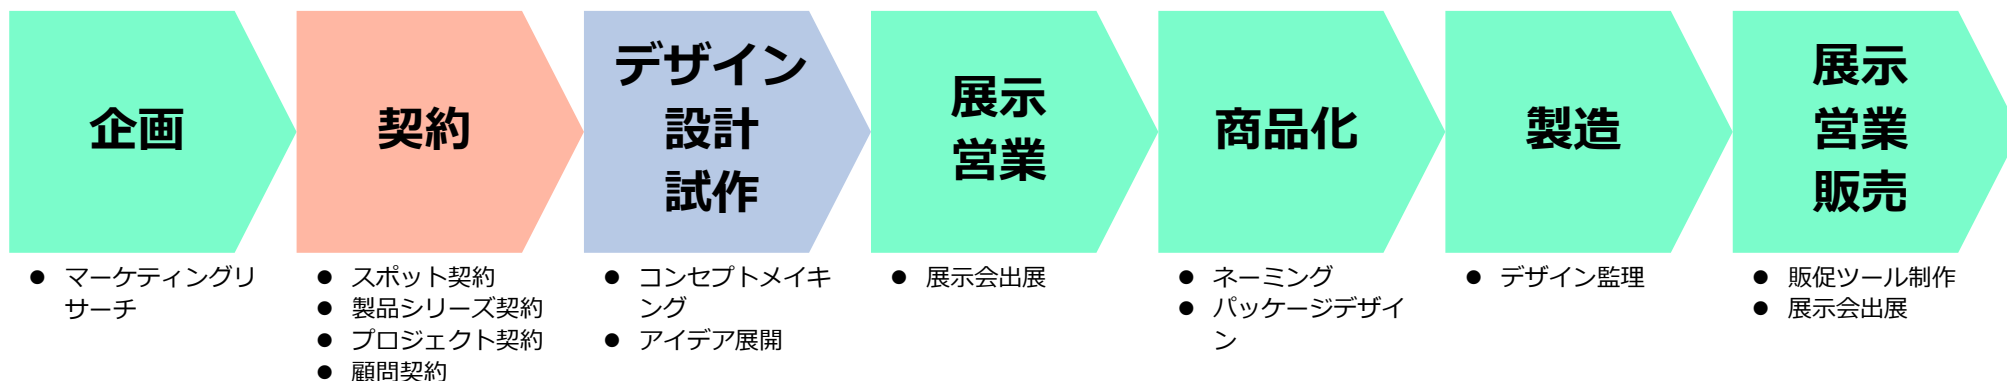 企画
● マーケティングリ
サーチ
契約
● スポット契約
● 製品シリーズ契約
● プロジェクト契約
● 顧問契約
デザイン
設計
試作
● コンセプトメイキ
ング
● アイデア展開
展示
営業
● 展示会出展
商品化
● ネーミング
● パッケージデザイ
ン
製造
● デザイン監理
展示
営業
販売
● 販促ツール制作
● 展示会出展